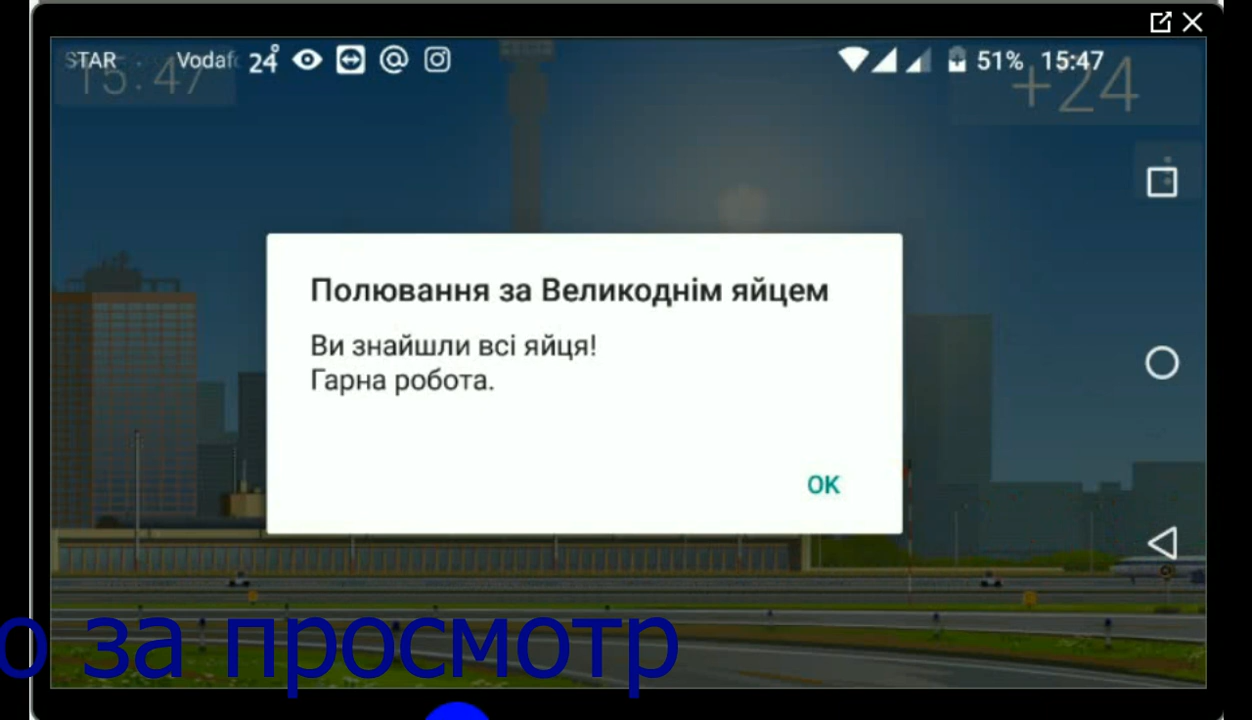 STAR Vodaf 24° 51% 15:47
15:47 +24
Полювання за Великоднім яйцем
Ви знайшли всі яйця!
Гарна робота.
OK
о за просмотр